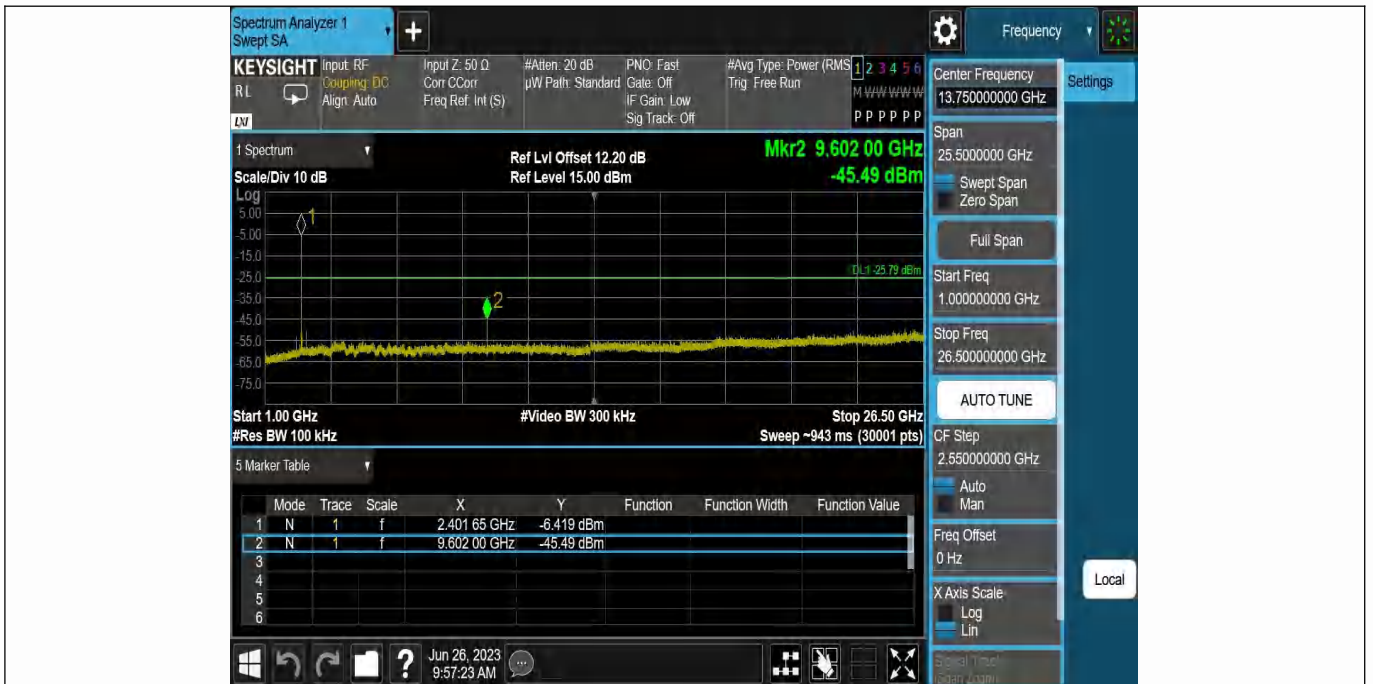 Spectrum Analyzer 1
Swept SA
+
Frequency
KEYSIGHT
RL
LXI
Input: RF
Coupling: DC
Align: Auto
Input Z: 50 Ω
Corr CCorr
Freq Ref: Int (S)
#Atten: 20 dB
µW Path: Standard
PNO: Fast
Gate: Off
IF Gain: Low
Sig Track: Off
#Avg Type: Power (RMS
Trig: Free Run
1 2 3 4 5 6
M W W W W W
P P P P P P
Center Frequency
13.750000000 GHz
Settings
1 Spectrum
Scale/Div 10 dB
Ref Lvl Offset 12.20 dB
Ref Level 15.00 dBm
Mkr2 9.602 00 GHz
-45.49 dBm
Log
5.00
-5.00
-15.0
-25.0
-35.0
-45.0
-55.0
-65.0
-75.0
1
2
DL1 -25.79 dBm
Start 1.00 GHz
#Res BW 100 kHz
#Video BW 300 kHz
Stop 26.50 GHz
Sweep ~943 ms (30001 pts)
Span
25.5000000 GHz
Swept Span
Zero Span
Full Span
Start Freq
1.000000000 GHz
Stop Freq
26.500000000 GHz
AUTO TUNE
CF Step
2.550000000 GHz
Auto
Man
Freq Offset
0 Hz
X Axis Scale
Log
Lin
Signal Track
(Span Zoom)
Local
5 Marker Table
Mode Trace Scale X Y Function Function Width Function Value
1 N 1 f 2.401 65 GHz -6.419 dBm
2 N 1 f 9.602 00 GHz -45.49 dBm
3
4
5
6
?
Jun 26, 2023
9:57:23 AM